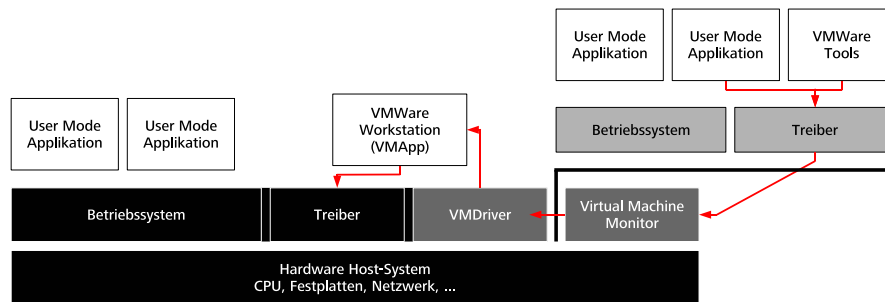 User Mode
Applikation
User Mode
Applikation
VMWare
Tools
User Mode
Applikation
User Mode
Applikation
VMWare
Workstation
(VMApp)
Betriebssystem
Treiber
Betriebssystem
Treiber
VMDriver
Virtual Machine
Monitor
Hardware Host-System
CPU, Festplatten, Netzwerk, ...